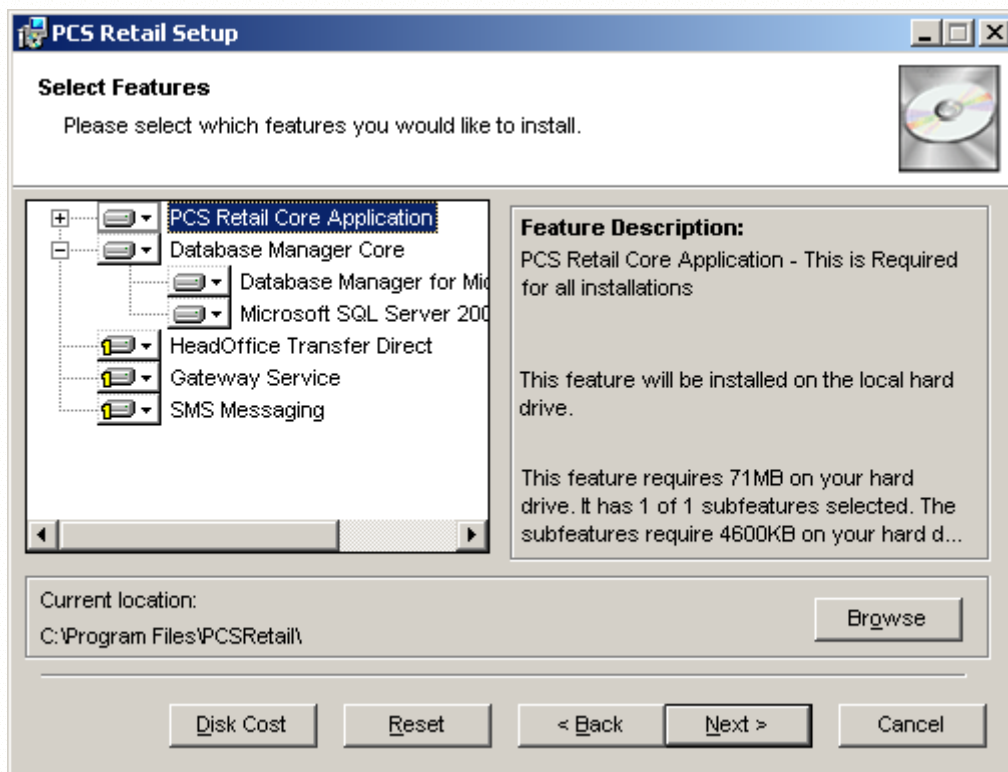 PCS Retail Setup
Select Features
Please select which features you would like to install.
PCS Retail Core Application
Database Manager Core
Database Manager for Mic
Microsoft SQL Server 200
HeadOffice Transfer Direct
Gateway Service
SMS Messaging
Feature Description:
PCS Retail Core Application - This is Required
for all installations
This feature will be installed on the local hard
drive.
This feature requires 71MB on your hard
drive. It has 1 of 1 subfeatures selected. The
subfeatures require 4600KB on your hard d...
Current location:
C:\Program Files\PCSRetail\
Browse
Disk Cost
Reset
< Back
Next >
Cancel